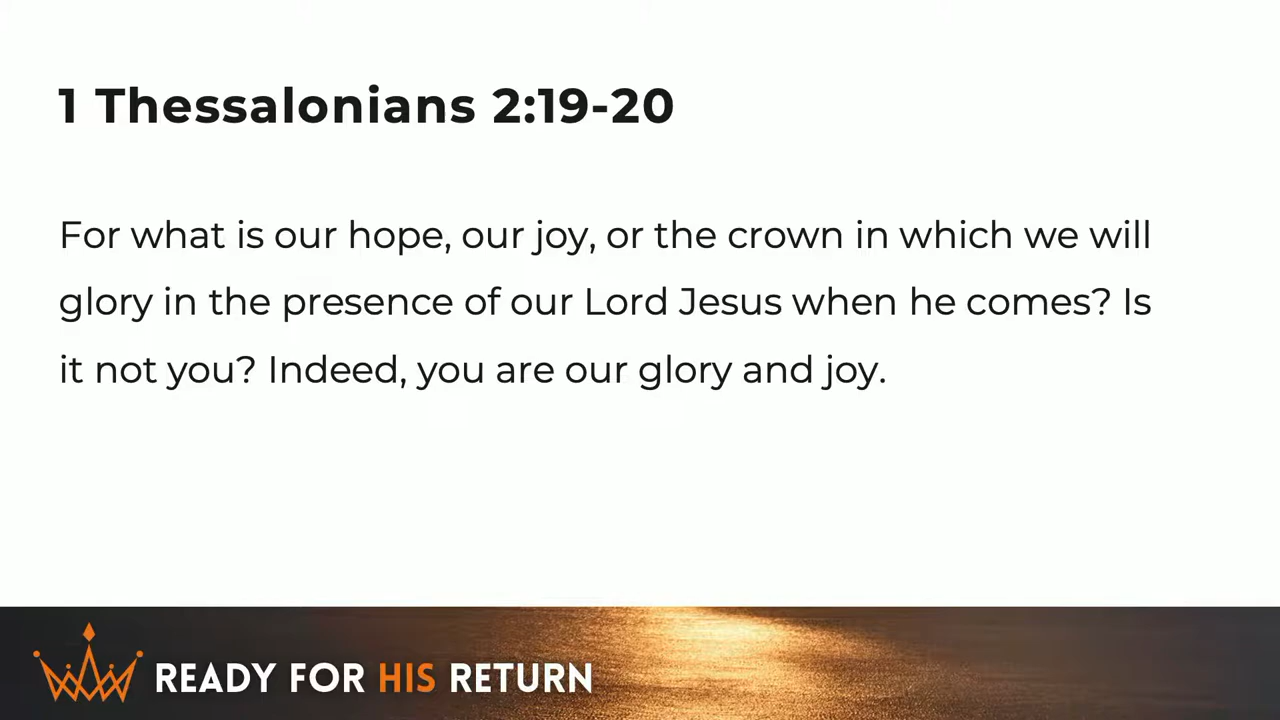 1 Thessalonians 2:19-20
For what is our hope, our joy, or the crown in which we will
glory in the presence of our Lord Jesus when he comes? Is
it not you? Indeed, you are our glory and joy.
READY FOR HIS RETURN